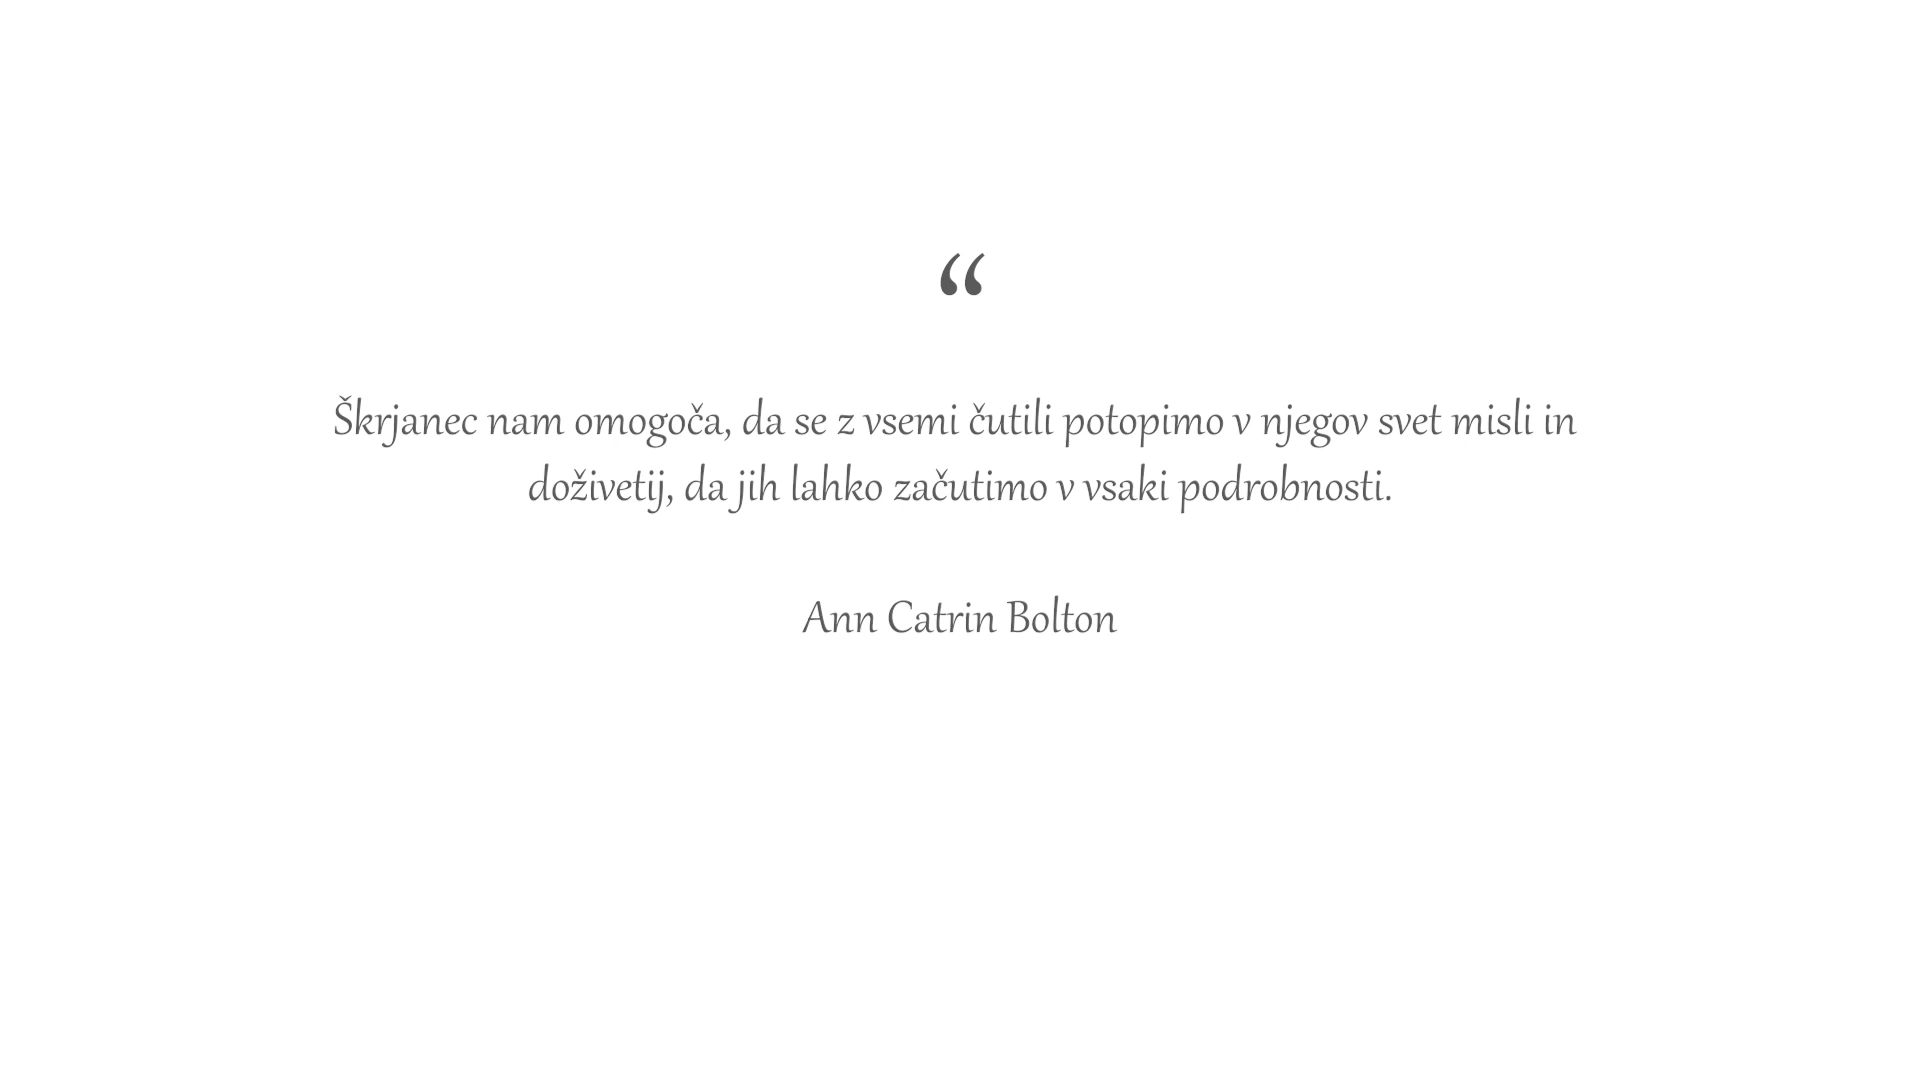 “
Škrjanec nam omogoča, da se z vsemi čutili potopimo v njegov svet misli in
doživetij, da jih lahko začutimo v vsaki podrobnosti.
Ann Catrin Bolton